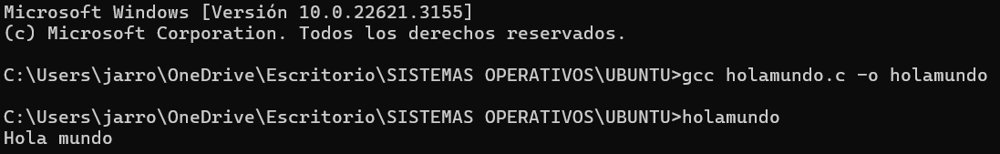 Microsoft Windows [Versión 10.0.22621.3155]
(c) Microsoft Corporation. Todos los derechos reservados.
C:\Users\jarro\OneDrive\Escritorio\SISTEMAS OPERATIVOS\UBUNTU>gcc holamundo.c -o holamundo
C:\Users\jarro\OneDrive\Escritorio\SISTEMAS OPERATIVOS\UBUNTU>holamundo
Hola mundo